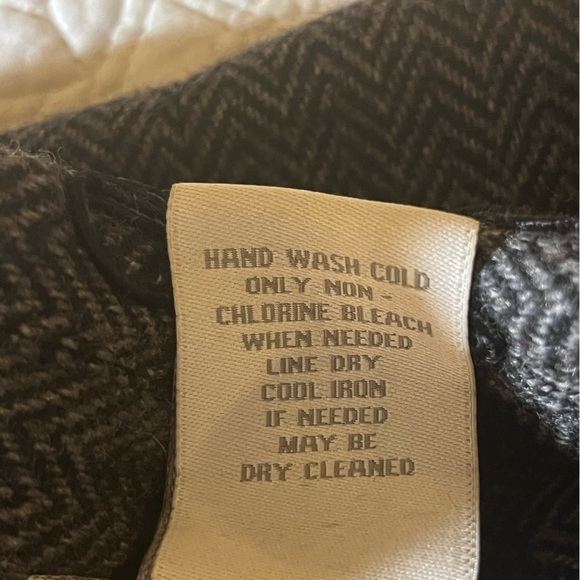 HAND WASH COLD
ONLY NON -
CHLORINE BLEACH
WHEN NEEDED
LINE DRY
COOL IRON
IF NEEDED
MAY BE
DRY CLEANED